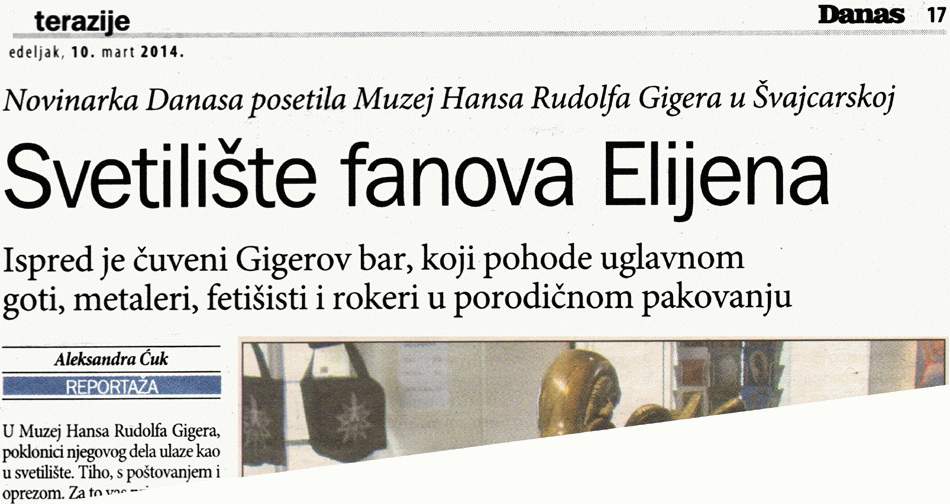 terazije
Danas 17
edeljak, 10. mart 2014.
Novinarka Danasa posetila Muzej Hansa Rudolfa Gigera u Švajcarskoj
Svetilište fanova Elijena
Ispred je čuveni Gigerov bar, koji pohode uglavnom
goti, metaleri, fetišisti i rokeri u porodičnom pakovanju
Aleksandra Ćuk
REPORTAŽA
U Muzej Hansa Rudolfa Gigera,
poklonici njegovog dela ulaze kao
u svetilište. Tiho, s poštovanjem i
oprezom. Za to